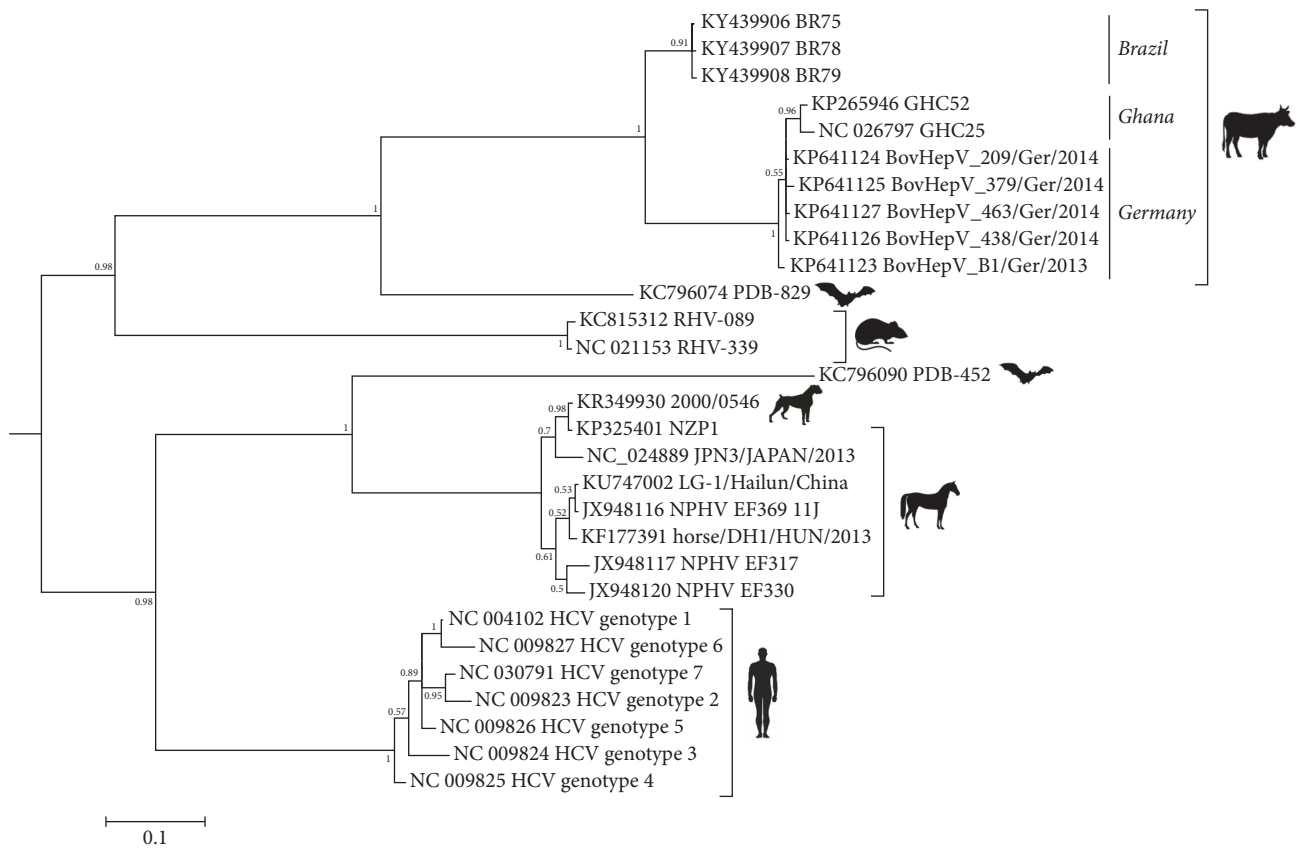 KY439906 BR75
0.91
KY439907 BR78
Brazil
KY439908 BR79
KP265946 GHC52
0.96
Ghana
1
NC 026797 GHC25
KP641124 BovHepV_209/Ger/2014
0.55
KP641125 BovHepV_379/Ger/2014
1
KP641127 BovHepV_463/Ger/2014
Germany
1
KP641126 BovHepV_438/Ger/2014
0.98
KP641123 BovHepV_B1/Ger/2013
KC796074 PDB-829
KC815312 RHV-089
1
NC 021153 RHV-339
KC796090 PDB-452
KR349930 2000/0546
0.98
1
KP325401 NZP1
0.7
NC_024889 JPN3/JAPAN/2013
KU747002 LG-1/Hailun/China
0.53
JX948116 NPHV EF369 11J
0.52
KF177391 horse/DH1/HUN/2013
0.61
JX948117 NPHV EF317
0.5
JX948120 NPHV EF330
0.98
NC 004102 HCV genotype 1
1
NC 009827 HCV genotype 6
0.89
NC 030791 HCV genotype 7
0.95
NC 009823 HCV genotype 2
0.57
NC 009826 HCV genotype 5
NC 009824 HCV genotype 3
1
NC 009825 HCV genotype 4
0.1